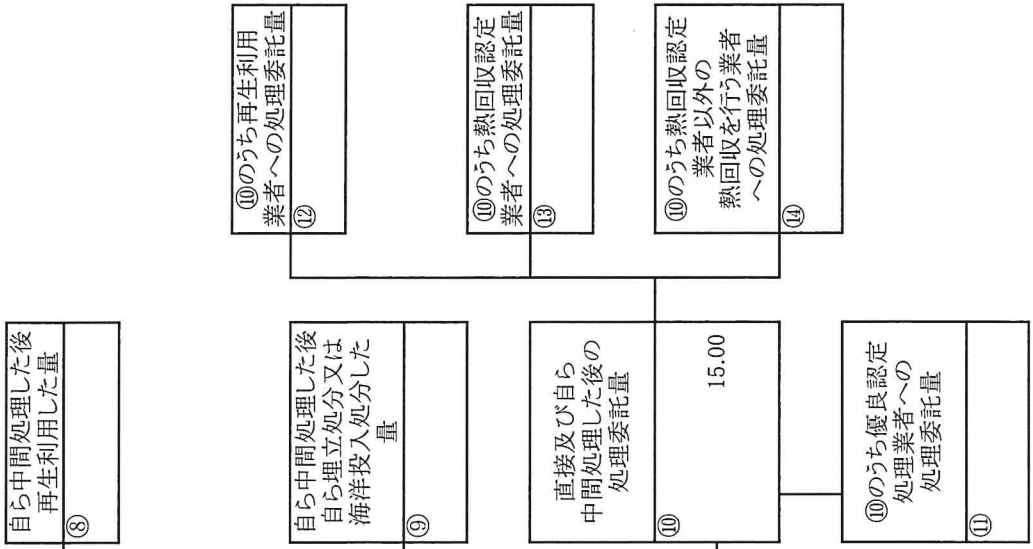 自ら中間処理した後
再生利用した量
⑧
自ら中間処理した後
自ら埋立処分又は
海洋投入処分した
量
⑨
直接及び自ら
中間処理した後の
処理委託量
⑩
15.00
⑩のうち優良認定
処理業者への
処理委託量
⑪
⑩のうち再生利用
業者への処理委託量
⑫
⑩のうち熱回収認定
業者への処理委託量
⑬
⑩のうち熱回収認定
業者以外の
熱回収を行う業者
への処理委託量
⑭